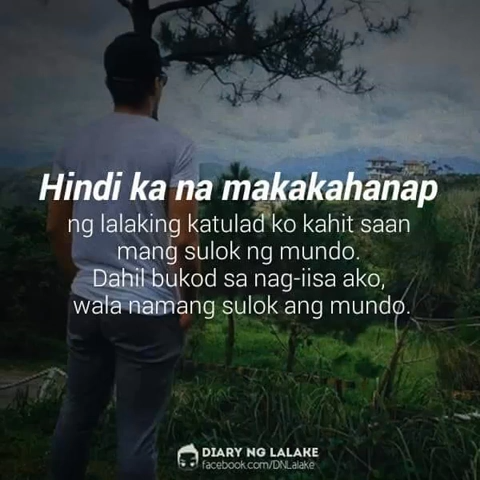 Hindi ka na makakahanap
ng lalaking katulad ko kahit saan
mang sulok ng mundo.
Dahil bukod sa nag-iisa ako,
wala namang sulok ang mundo.
DIARY NG LALAKE
facebook.com/DNLalake